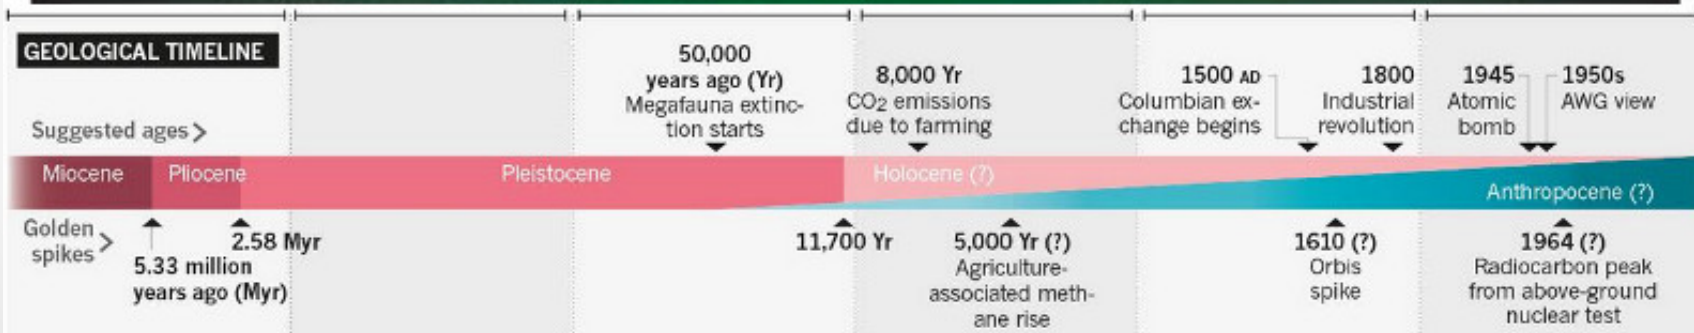 GEOLOGICAL TIMELINE
Suggested ages >
50,000
years ago (Yr)
Megafauna extinc-
tion starts
8,000 Yr
CO2 emissions
due to farming
1500 AD
Columbian ex-
change begins
1800
Industrial
revolution
1945
Atomic
bomb
1950s
AWG view
Miocene
Pliocene
Pleistocene
Holocene (?)
Anthropocene (?)
Golden
spikes >
5.33 million
years ago (Myr)
2.58 Myr
11,700 Yr
5,000 Yr (?)
Agriculture-
associated meth-
ane rise
1610 (?)
Orbis
spike
1964 (?)
Radiocarbon peak
from above-ground
nuclear test